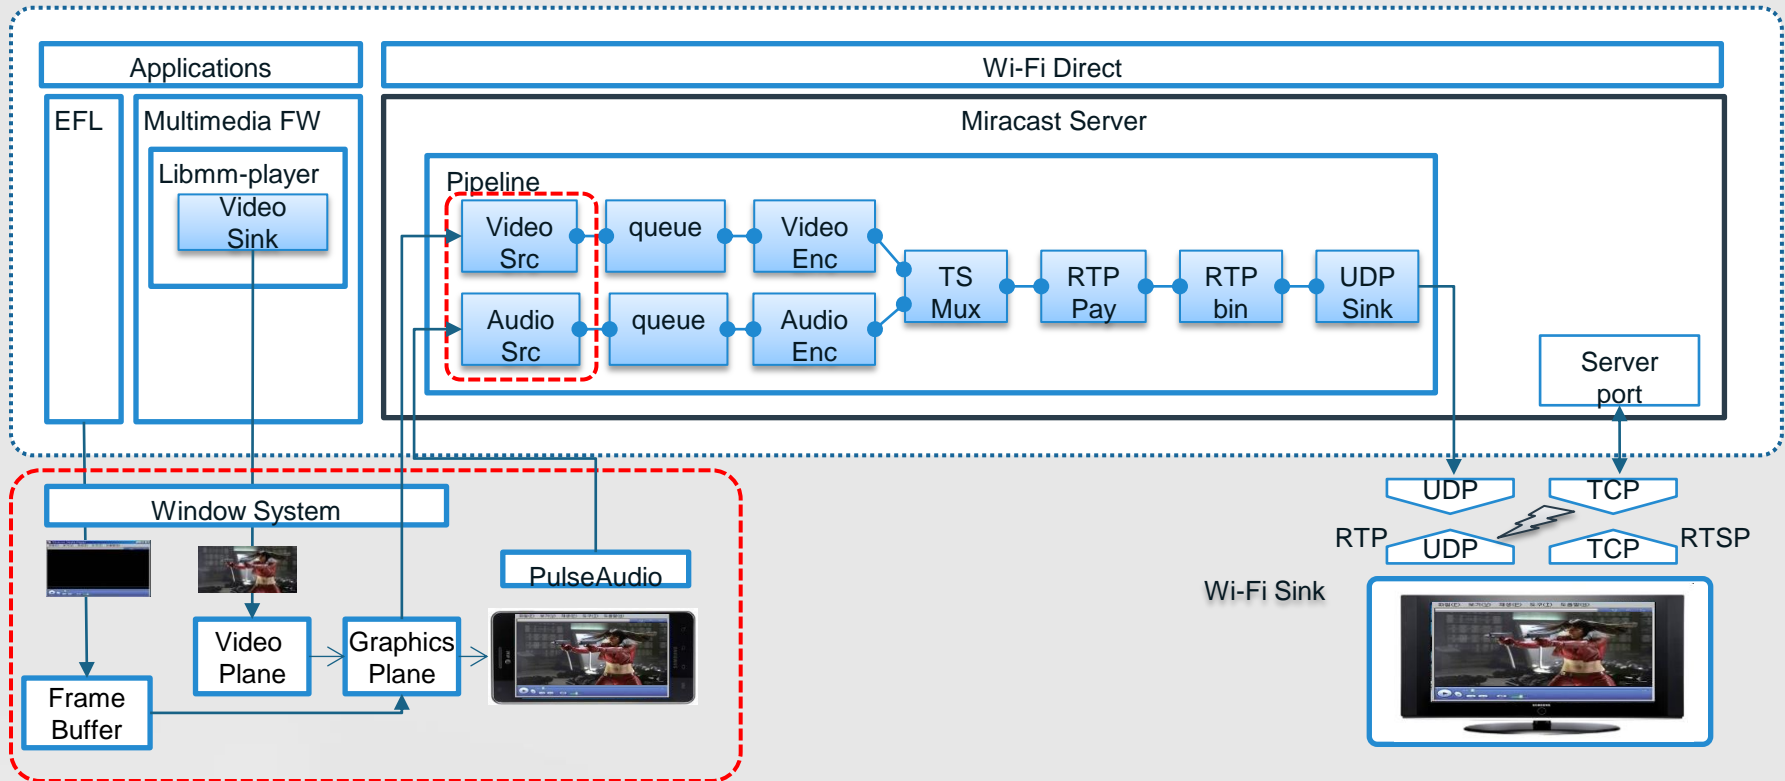 Applications
Wi-Fi Direct
EFL
Multimedia FW
Miracast Server
Libmm-player
Video
Sink
Pipeline
Video
Src
queue
Video
Enc
TS
Mux
RTP
Pay
RTP
bin
UDP
Sink
Audio
Src
queue
Audio
Enc
Server
port
Window System
PulseAudio
Video
Plane
Graphics
Plane
Frame
Buffer
UDP
TCP
RTP
UDP
TCP
RTSP
Wi-Fi Sink